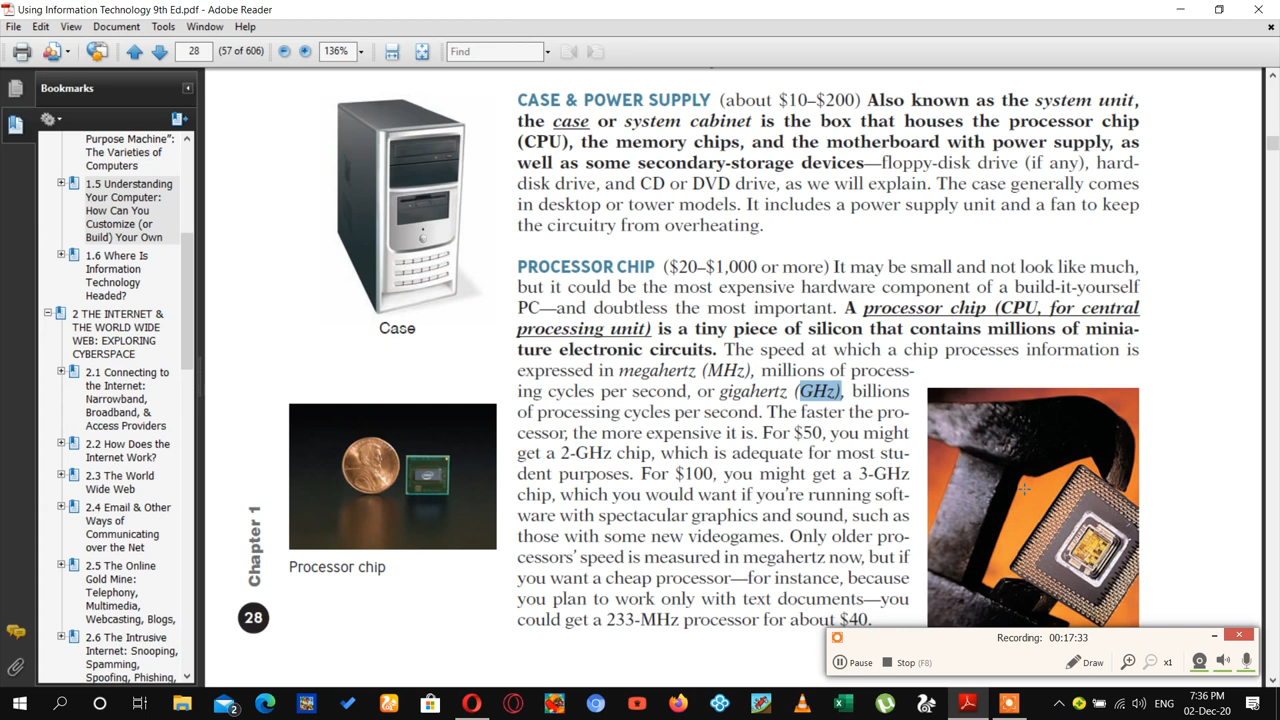 Using Information Technology 9th Ed.pdf - Adobe Reader
File Edit View Document Tools Window Help
28 (57 of 606) 136% Find
Bookmarks
Purpose Machine": The Varieties of Computers
1.5 Understanding
Your Computer:
How Can You
Customize (or
Build) Your Own
1.6 Where Is
Information
Technology
Headed?
2 THE INTERNET &
THE WORLD WIDE
WEB: EXPLORING
CYBERSPACE
2.1 Connecting to
the Internet:
Narrowband,
Broadband, &
Access Providers
2.2 How Does the
Internet Work?
2.3 The World
Wide Web
2.4 Email & Other
Ways of
Communicating
over the Net
2.5 The Online
Gold Mine:
Telephony,
Multimedia,
Webcasting, Blogs,
2.6 The Intrusive
Internet: Snooping,
Spamming,
Spoofing, Phishing,
Case
Processor chip
Chapter 1
28
CASE & POWER SUPPLY (about $10–$200) Also known as the system unit,
the case or system cabinet is the box that houses the processor chip
(CPU), the memory chips, and the motherboard with power supply, as
well as some secondary-storage devices—floppy-disk drive (if any), hard-
disk drive, and CD or DVD drive, as we will explain. The case generally comes
in desktop or tower models. It includes a power supply unit and a fan to keep
the circuitry from overheating.
PROCESSOR CHIP ($20–$1,000 or more) It may be small and not look like much,
but it could be the most expensive hardware component of a build-it-yourself
PC—and doubtless the most important. A processor chip (CPU, for central
processing unit) is a tiny piece of silicon that contains millions of minia-
ture electronic circuits. The speed at which a chip processes information is
expressed in megahertz (MHz), millions of process-
ing cycles per second, or gigahertz (GHz), billions
of processing cycles per second. The faster the pro-
cessor, the more expensive it is. For $50, you might
get a 2-GHz chip, which is adequate for most stu-
dent purposes. For $100, you might get a 3-GHz
chip, which you would want if you're running soft-
ware with spectacular graphics and sound, such as
those with some new videogames. Only older pro-
cessors' speed is measured in megahertz now, but if
you want a cheap processor—for instance, because
you plan to work only with text documents—you
could get a 233-MHz processor for about $40.
Recording: 00:17:33
Pause Stop (F8) Draw x1
2
ENG
7:36 PM
02-Dec-20